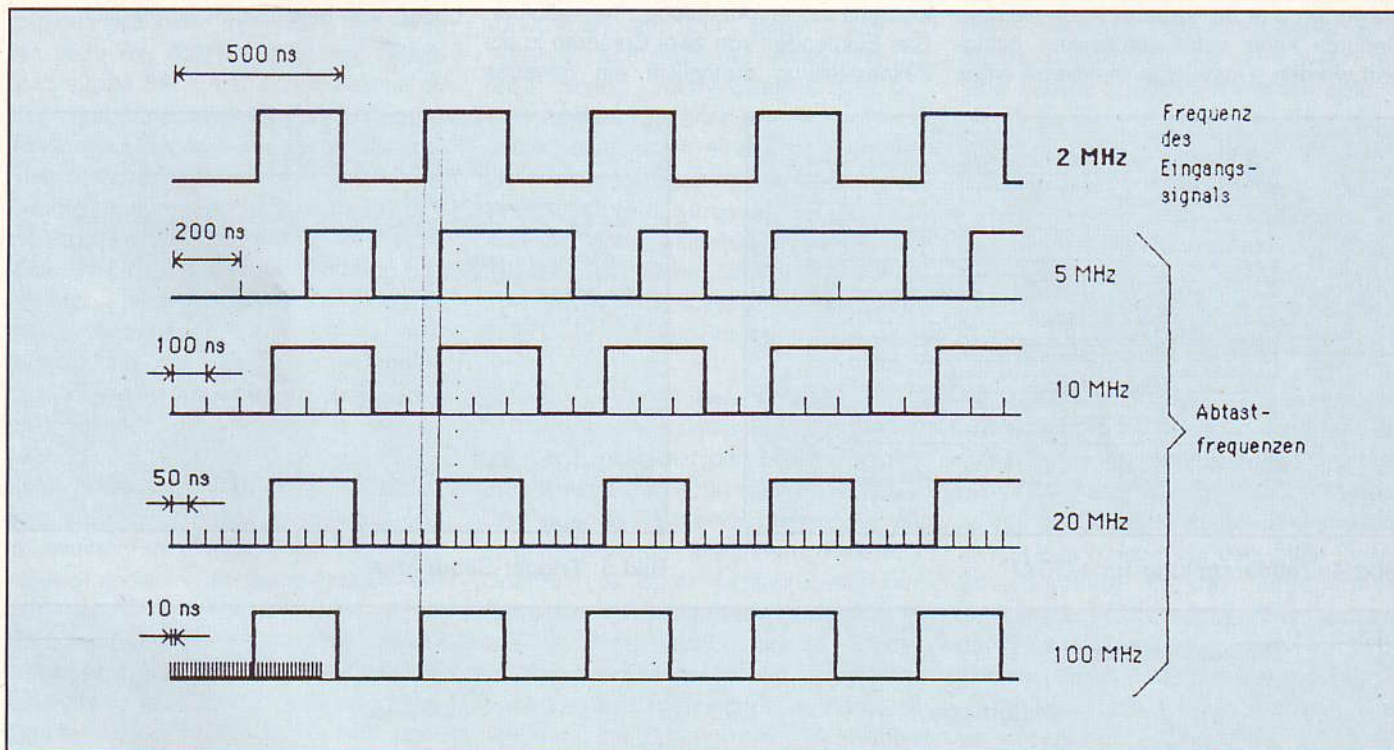 500 ns
2 MHz
Frequenz
des
Eingangs-
signals
200 ns
5 MHz
100 ns
10 MHz
Abtast-
frequenzen
50 ns
20 MHz
10 ns
100 MHz